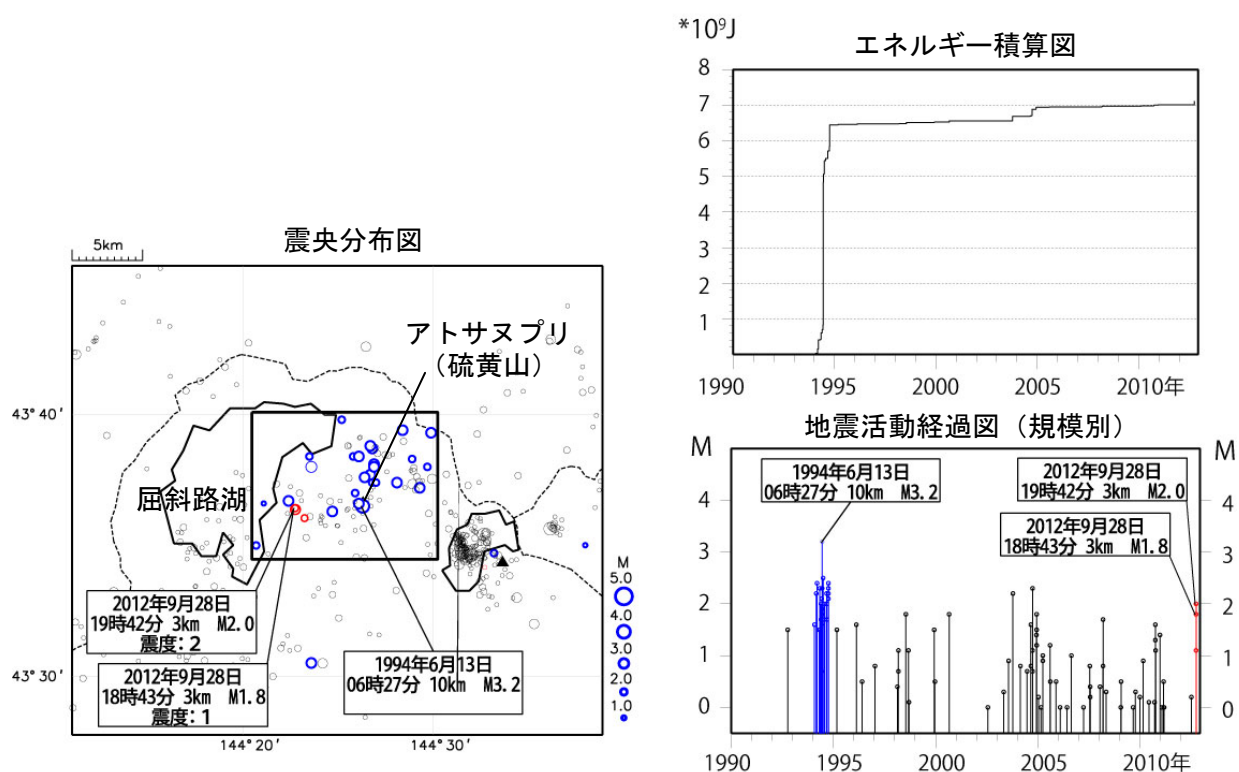 震央分布図
5km
アトサヌプリ
（硫黄山）
43°40′
屈斜路湖
43°30′
2012年9月28日
19時42分 3km M2.0
震度：2
2012年9月28日
18時43分 3km M1.8
震度：1
1994年6月13日
06時27分 10km M3.2
144°20′
144°30′
M
5.0
4.0
3.0
2.0
1.0
*10⁹J
エネルギー積算図
8
7
6
5
4
3
2
1
1990 1995 2000 2005 2010年
地震活動経過図（規模別）
M M
1994年6月13日
06時27分 10km M3.2
2012年9月28日
19時42分 3km M2.0
2012年9月28日
18時43分 3km M1.8
4 4
3 3
2 2
1 1
0 0
1990 1995 2000 2005 2010年